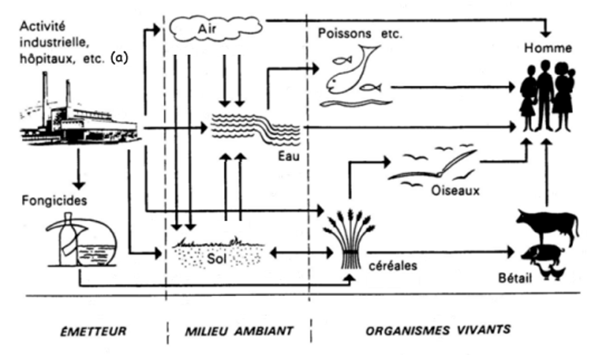 Activité
industrielle,
hôpitaux, etc. (a)
Air
Poissons etc.
Homme
Eau
Oiseaux
Fongicides
Sol
céréales
Bétail
ÉMETTEUR
MILIEU AMBIANT
ORGANISMES VIVANTS